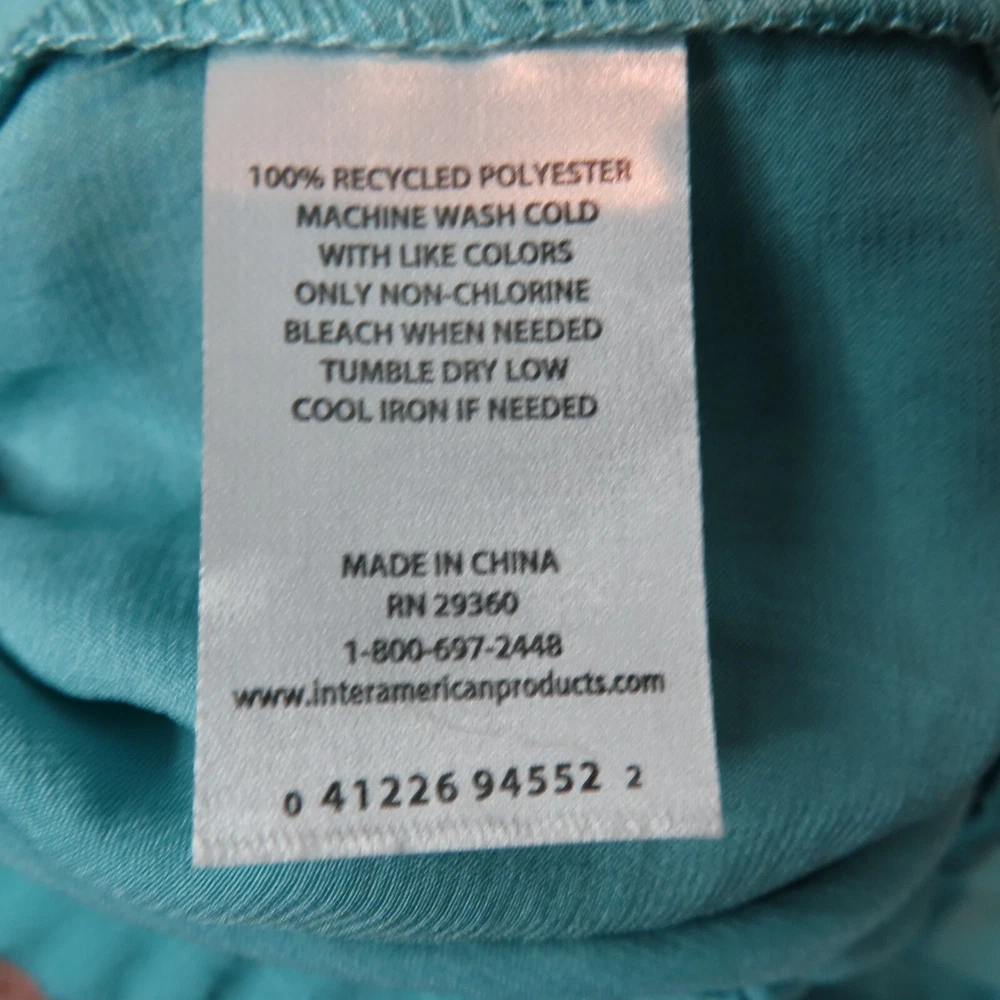 100% RECYCLED POLYESTER
MACHINE WASH COLD
WITH LIKE COLORS
ONLY NON-CHLORINE
BLEACH WHEN NEEDED
TUMBLE DRY LOW
COOL IRON IF NEEDED
MADE IN CHINA
RN 29360
1-800-697-2448
www.interamericanproducts.com
0 41226 94552 2